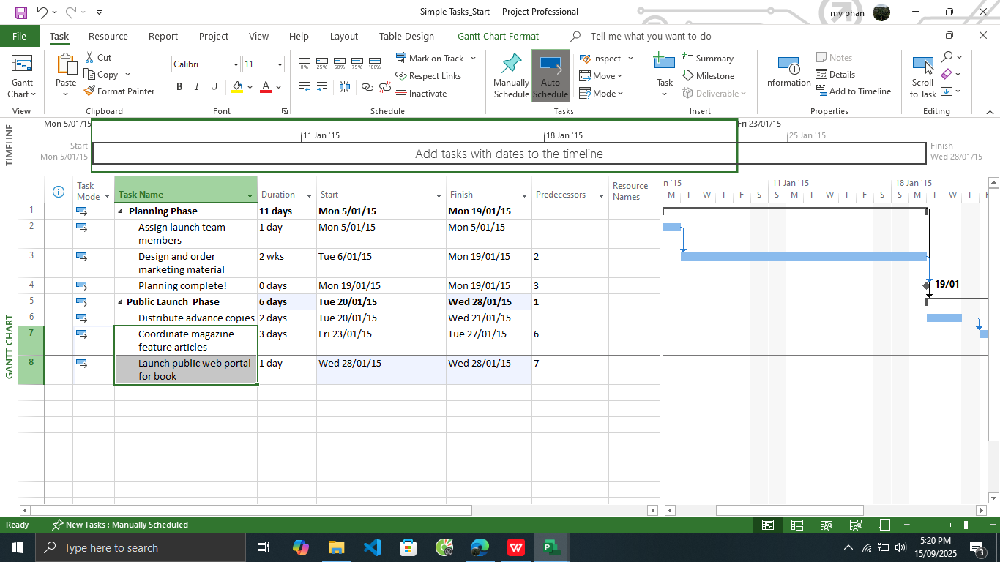 Simple Tasks_Start - Project Professional
my phan
File Task Resource Report Project View Help Layout Table Design Gantt Chart Format Tell me what you want to do
Gantt Chart
View
Paste
Cut
Copy
Format Painter
Clipboard
Calibri 11
B I U A
Font
0% 25% 50% 75% 100%
Mark on Track
Respect Links
Inactivate
Schedule
Manually Schedule
Auto Schedule
Inspect
Move
Mode
Tasks
Task
Summary
Milestone
Deliverable
Insert
Information
Notes
Details
Add to Timeline
Properties
Scroll to Task
Editing
TIMELINE
Mon 5/01/15 Fri 23/01/15
11 Jan '15 18 Jan '15 25 Jan '15
Start
Mon 5/01/15
Add tasks with dates to the timeline
Finish
Wed 28/01/15
GANTT CHART
Task Mode Task Name Duration Start Finish Predecessors Resource Names
n '15 11 Jan '15 18 Jan '15
M T W T F S S M T W T F S S M T W T F
1 Planning Phase 11 days Mon 5/01/15 Mon 19/01/15
2 Assign launch team members 1 day Mon 5/01/15 Mon 5/01/15
3 Design and order marketing material 2 wks Tue 6/01/15 Mon 19/01/15 2
4 Planning complete! 0 days Mon 19/01/15 Mon 19/01/15 3
19/01
5 Public Launch Phase 6 days Tue 20/01/15 Wed 28/01/15 1
6 Distribute advance copies 2 days Tue 20/01/15 Wed 21/01/15
7 Coordinate magazine feature articles 3 days Fri 23/01/15 Tue 27/01/15 6
8 Launch public web portal for book 1 day Wed 28/01/15 Wed 28/01/15 7
Ready New Tasks : Manually Scheduled
Type here to search
5:20 PM
15/09/2025
3